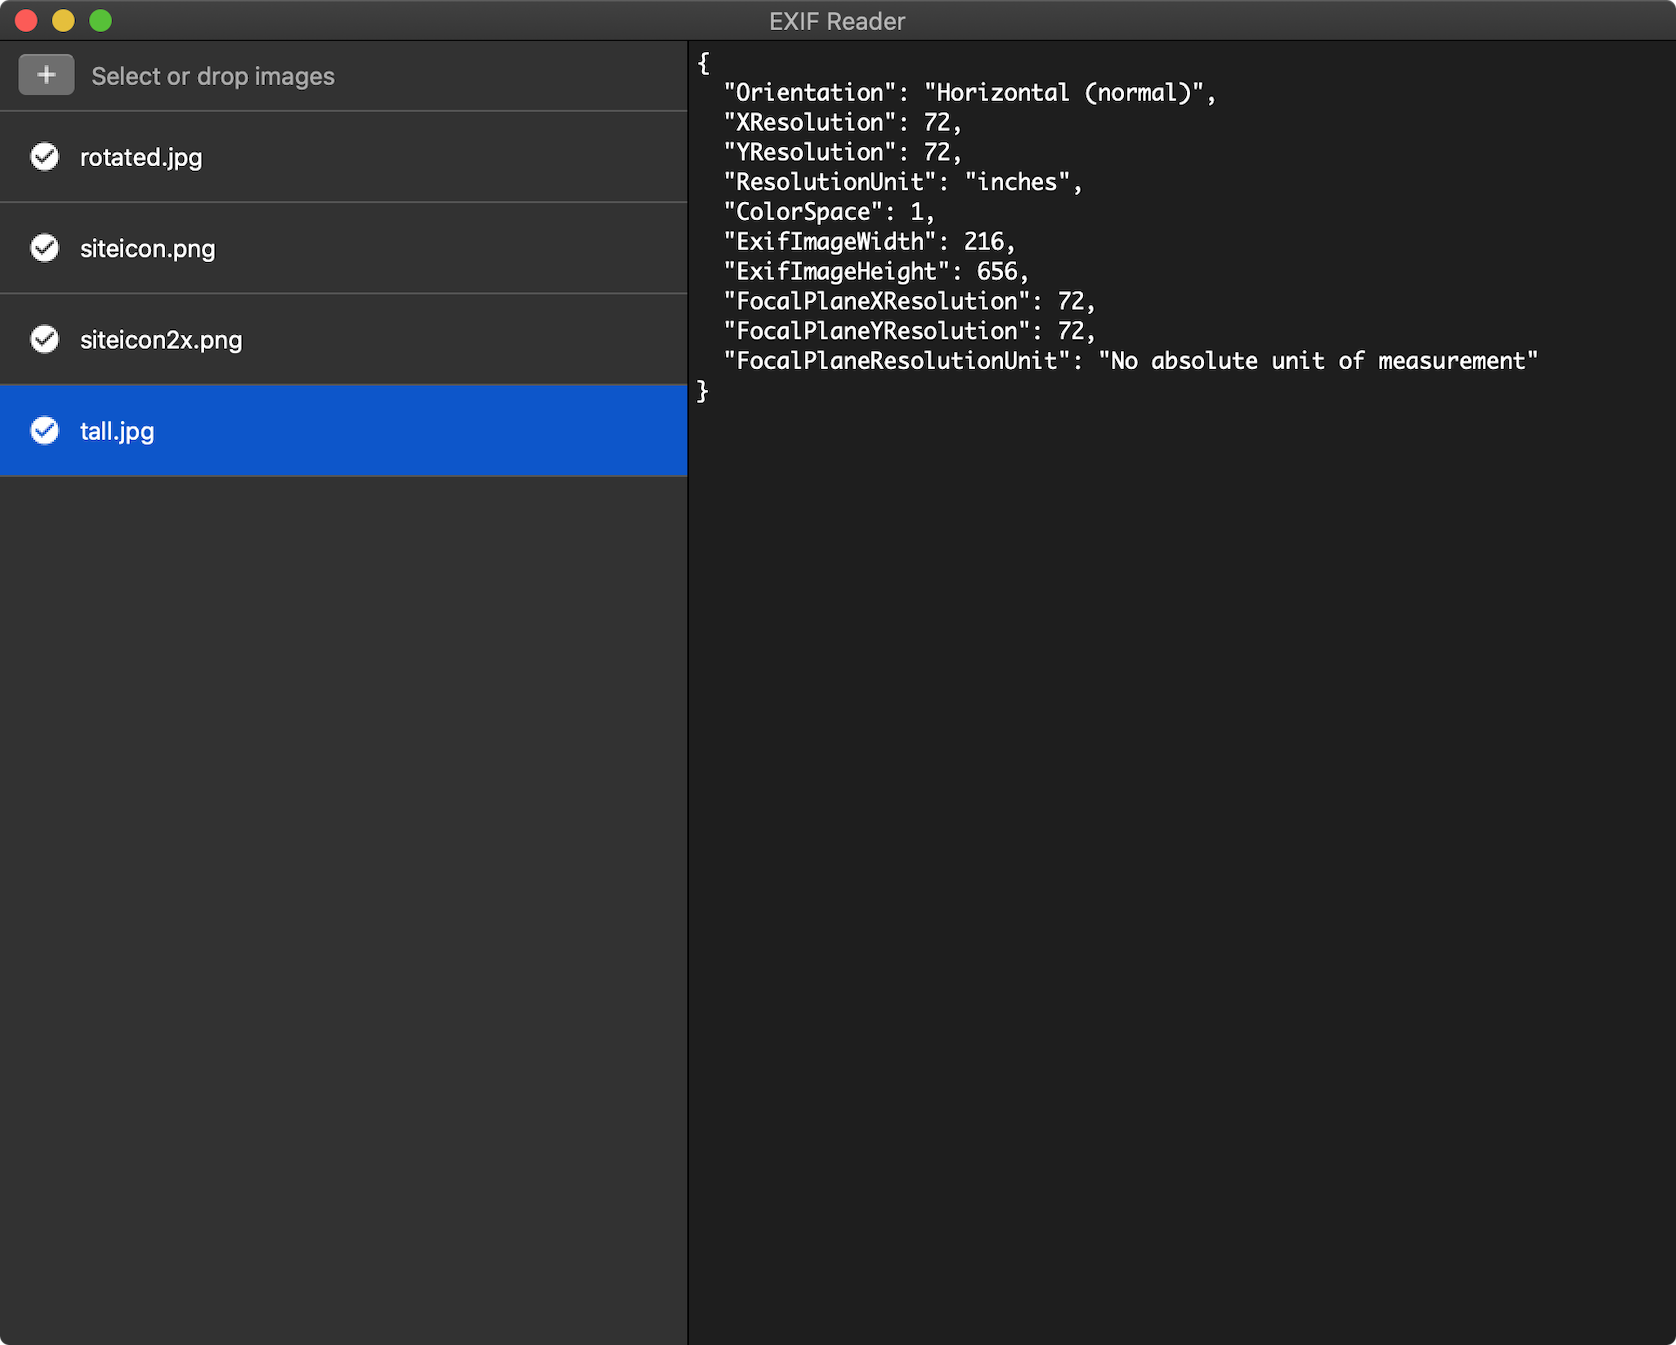 EXIF Reader
Select or drop images
rotated.jpg
siteicon.png
siteicon2x.png
tall.jpg
{
  "Orientation": "Horizontal (normal)",
  "XResolution": 72,
  "YResolution": 72,
  "ResolutionUnit": "inches",
  "ColorSpace": 1,
  "ExifImageWidth": 216,
  "ExifImageHeight": 656,
  "FocalPlaneXResolution": 72,
  "FocalPlaneYResolution": 72,
  "FocalPlaneResolutionUnit": "No absolute unit of measurement"
}